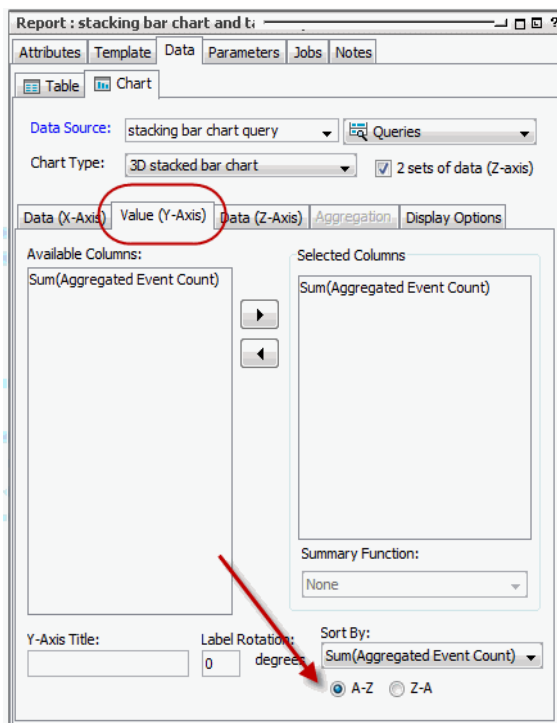 Report : stacking bar chart and ta
Attributes Template Data Parameters Jobs Notes
Table Chart
Data Source: stacking bar chart query Queries
Chart Type: 3D stacked bar chart 2 sets of data (Z-axis)
Data (X-Axis) Value (Y-Axis) Data (Z-Axis) Aggregation Display Options
Available Columns: Selected Columns
Sum(Aggregated Event Count) Sum(Aggregated Event Count)
Summary Function:
None
Y-Axis Title: Label Rotation: Sort By:
0 degrees Sum(Aggregated Event Count)
A-Z Z-A